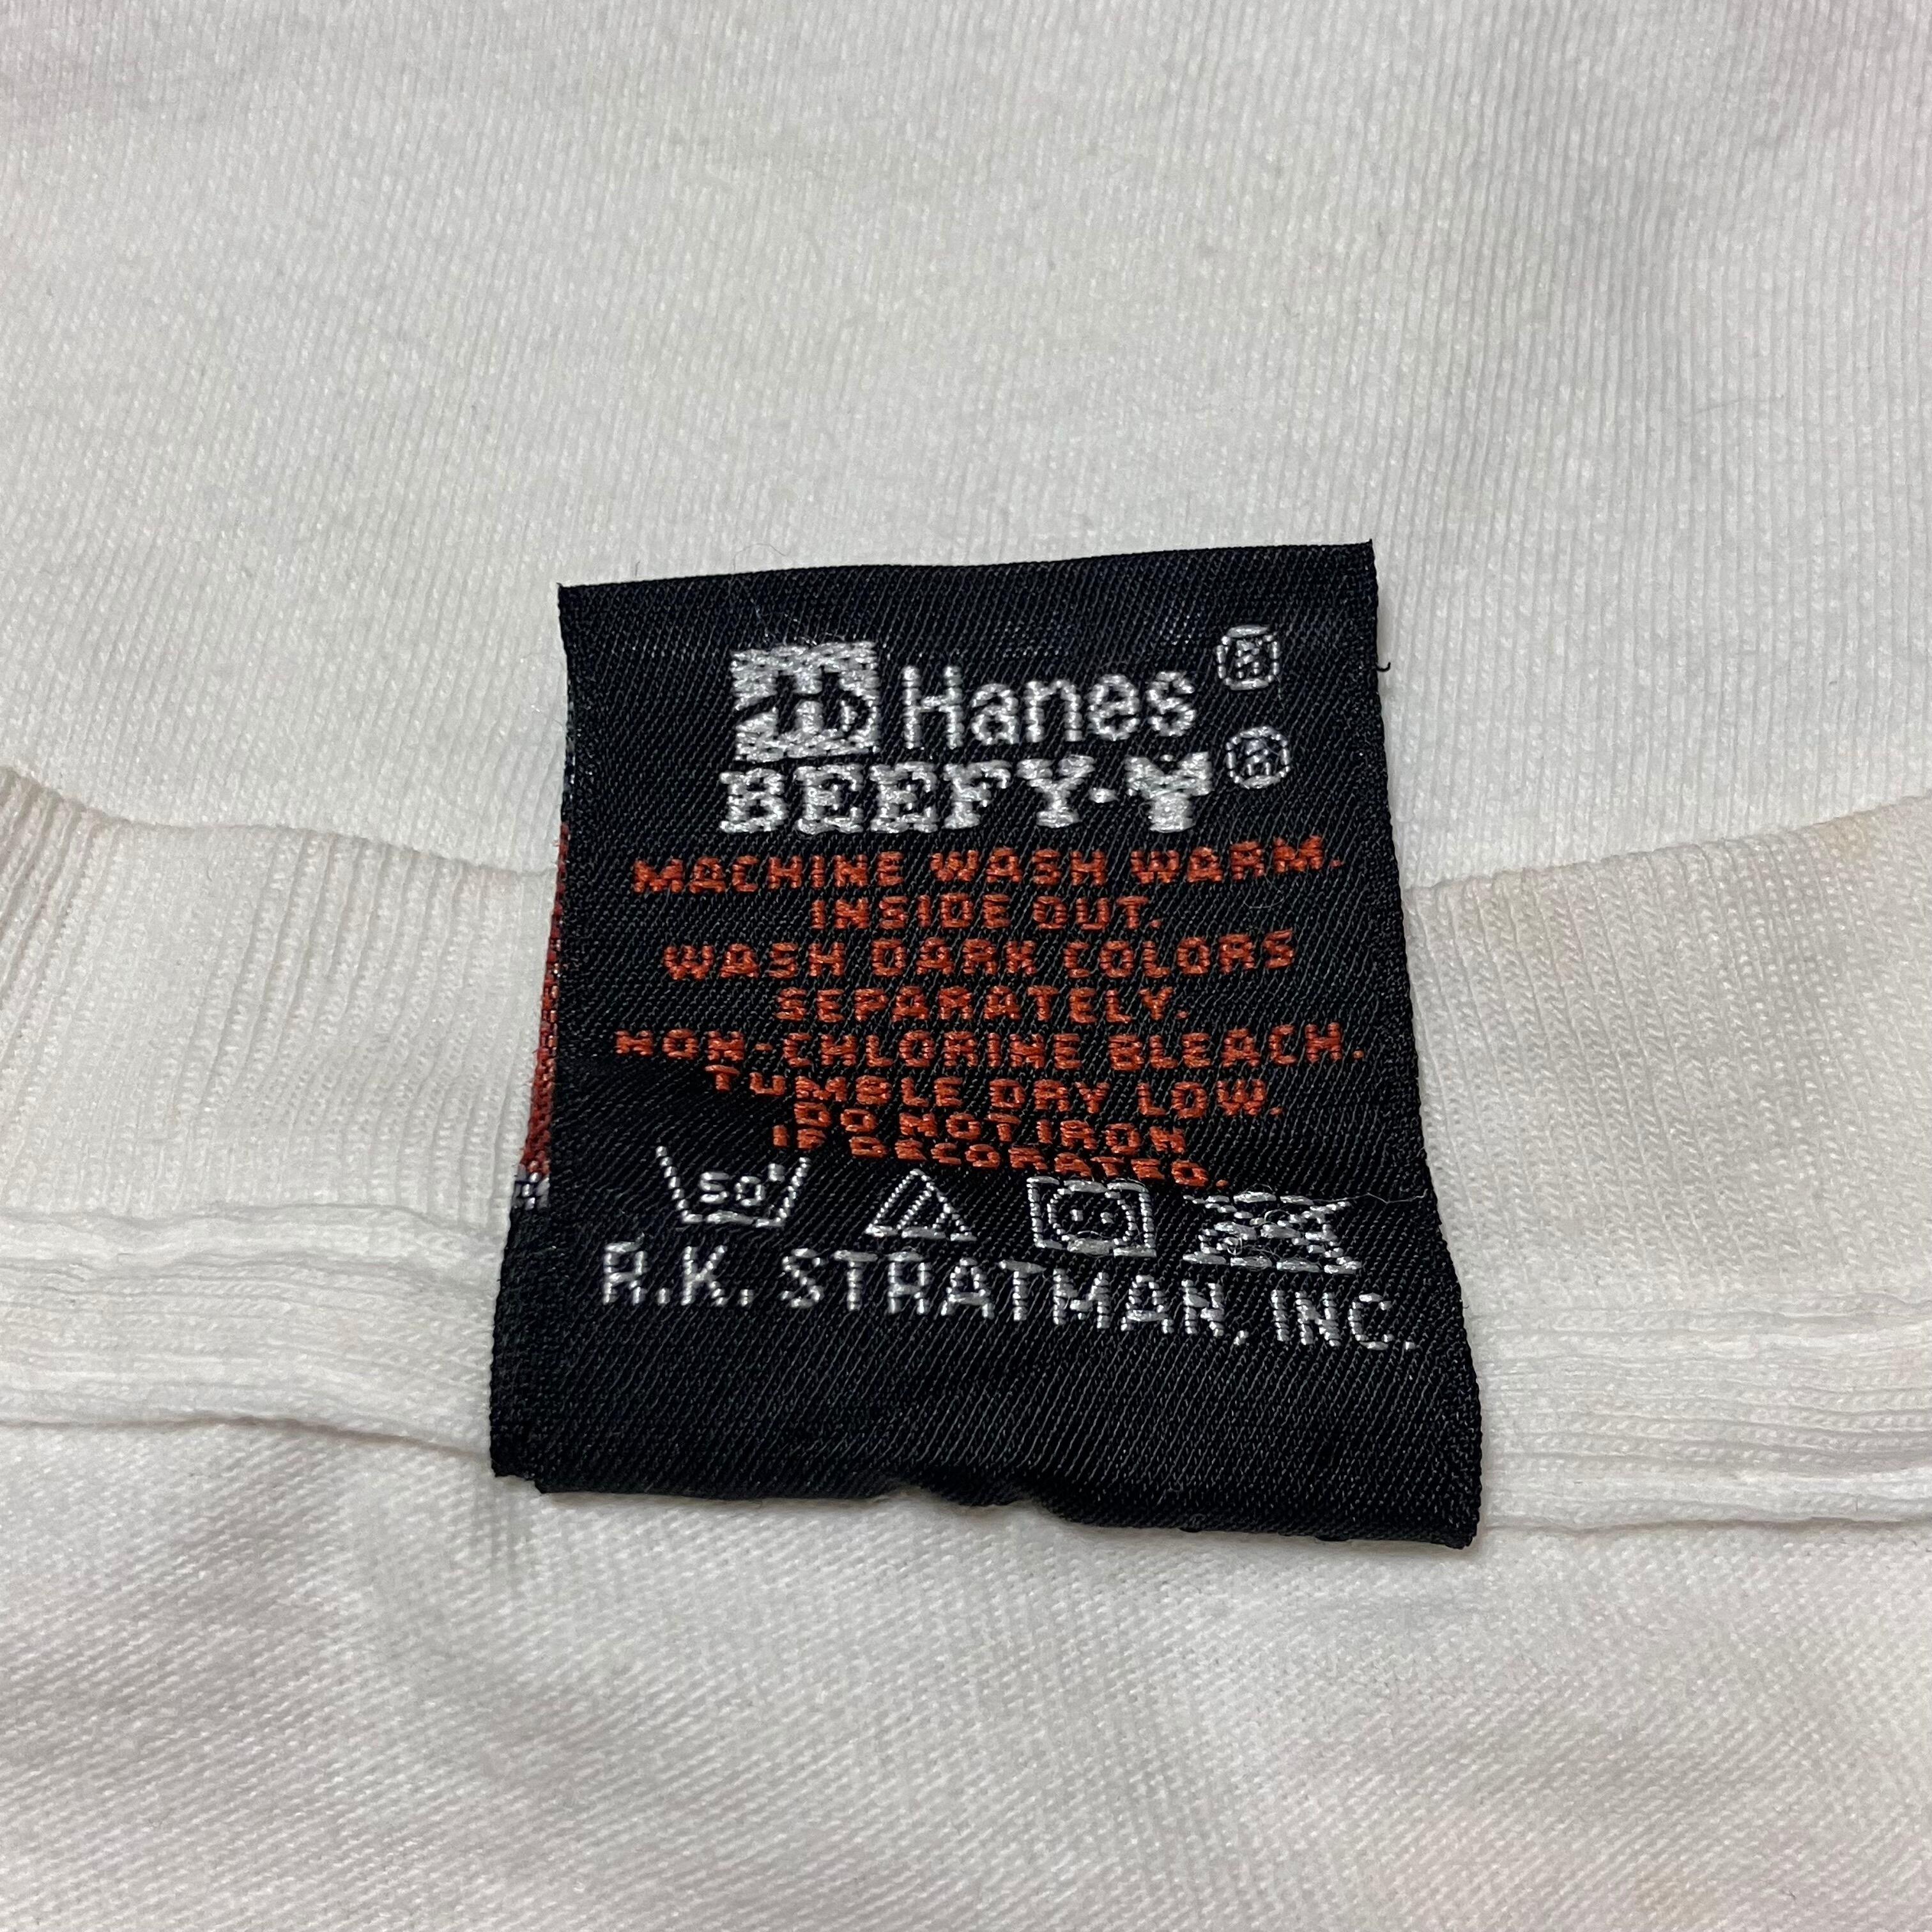 Hanes®
BEEFY-T®
MACHINE WASH WARM.
INSIDE OUT.
WASH DARK COLORS
SEPARATELY.
NON-CHLORINE BLEACH.
TUMBLE DRY LOW.
DO NOT IRON
IF DECORATED.
50°
R.K. STRATMAN, INC.